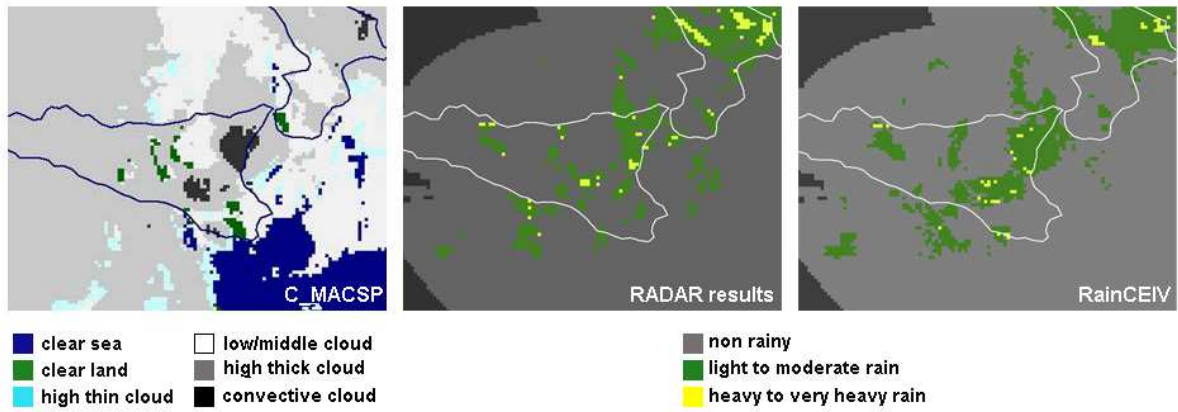 C_MACSP
RADAR results
RainCEIV
clear sea
low/middle cloud
non rainy
clear land
high thick cloud
light to moderate rain
high thin cloud
convective cloud
heavy to very heavy rain